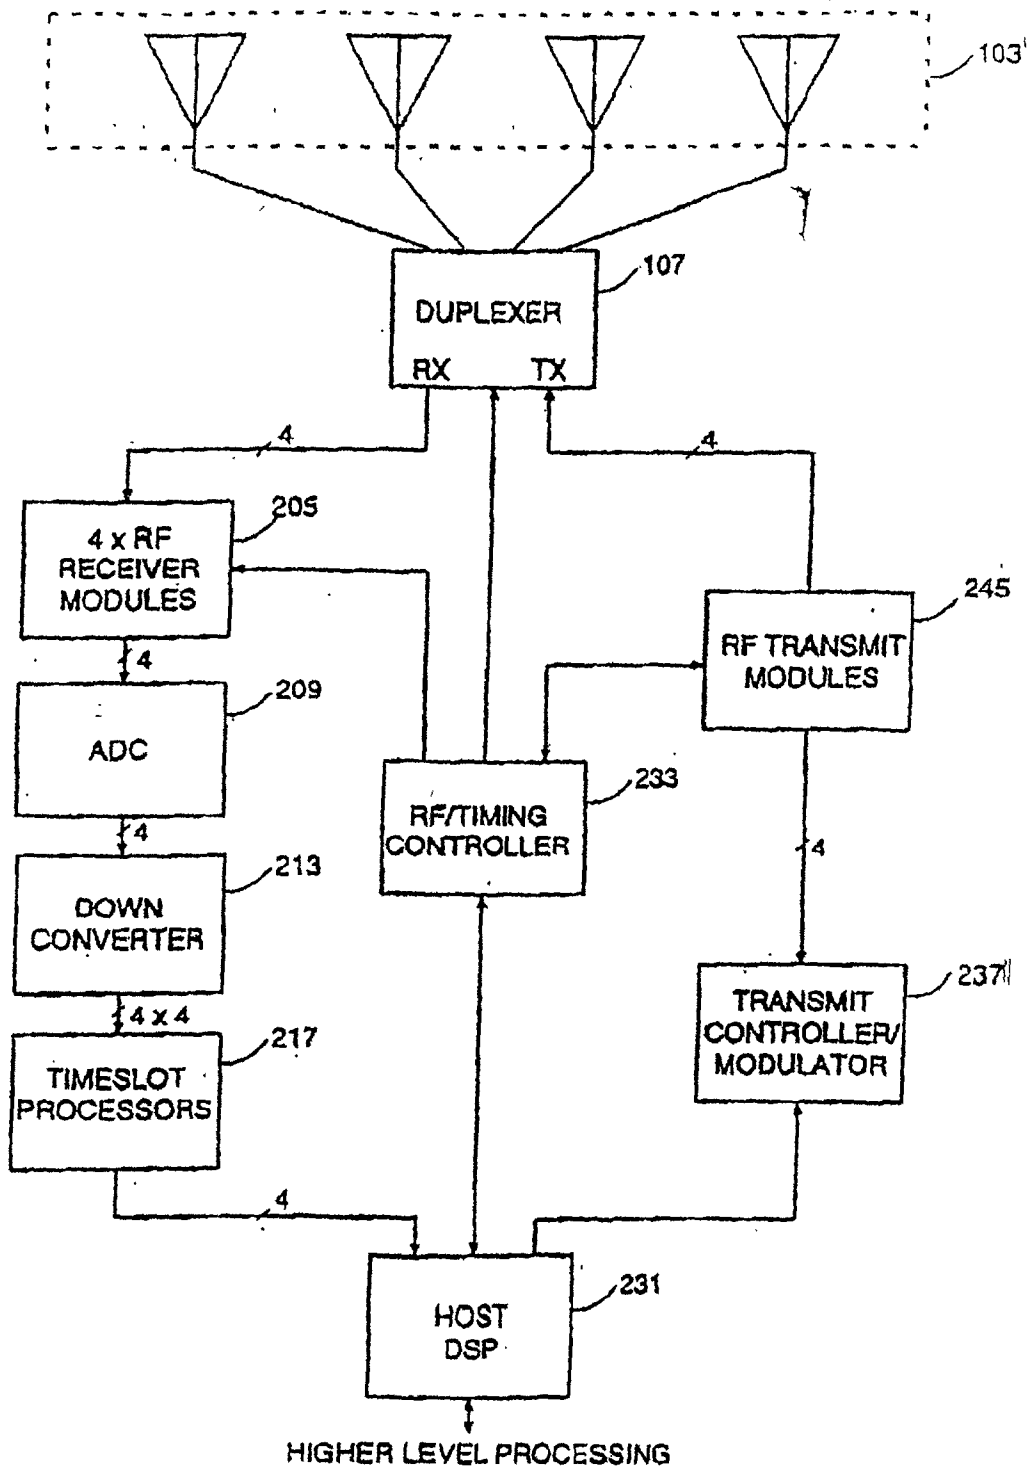 103'
107
DUPLEXER
RX TX
4
4
205
4 x RF
RECEIVER
MODULES
245
RF TRANSMIT
MODULES
4
209
ADC
233
RF/TIMING
CONTROLLER
4
4
213
DOWN
CONVERTER
237
TRANSMIT
CONTROLLER/
MODULATOR
4 x 4
217
TIMESLOT
PROCESSORS
4
231
HOST
DSP
HIGHER LEVEL PROCESSING